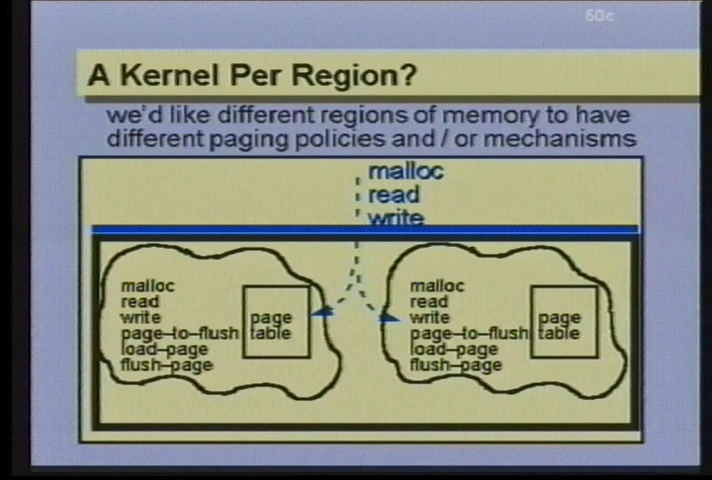 50c
A Kernel Per Region?
we'd like different regions of memory to have
different paging policies and / or mechanisms
malloc
read
write
malloc
read
write
page-to-flush
load-page
flush-page
page
table
malloc
read
write
page-to-flush
load-page
flush-page
page
table